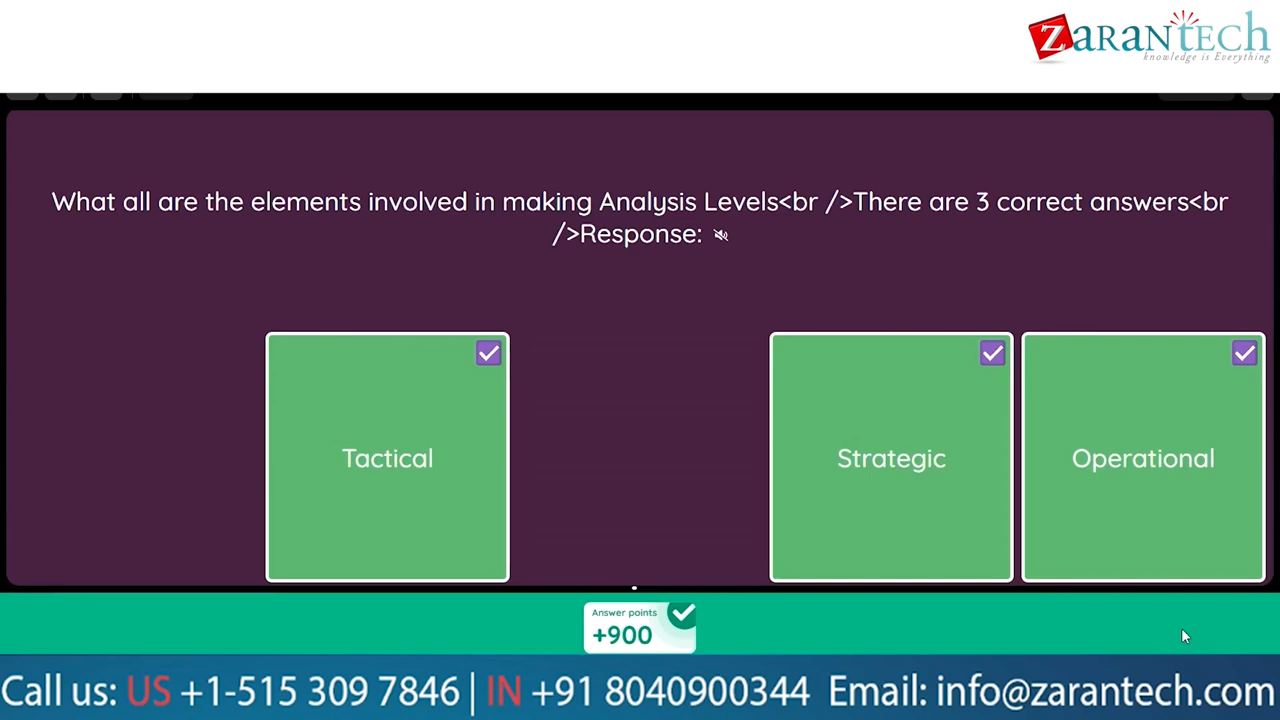 ZARANTECH
knowledge is Everything
What all are the elements involved in making Analysis Levels<br />There are 3 correct answers<br
/>Response:
Tactical
Strategic
Operational
Answer points
+900
Call us: US +1-515 309 7846 | IN +91 8040900344 Email: info@zarantech.com